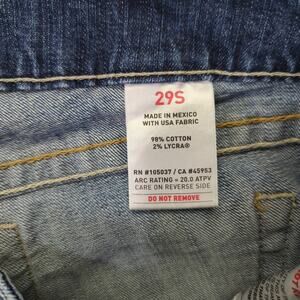 29S
MADE IN MEXICO
WITH USA FABRIC
98% COTTON
2% LYCRA®
RN #105037 / CA #45953
ARC RATING = 20.0 ATPV
CARE ON REVERSE SIDE
DO NOT REMOVE